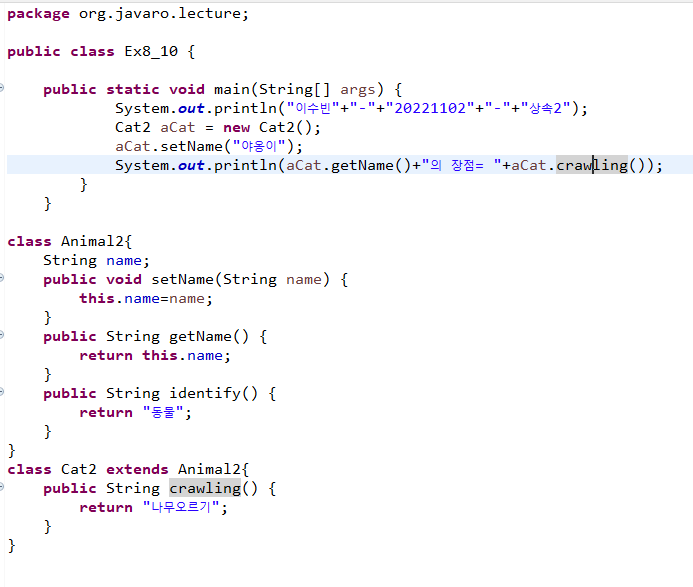 package org.javaro.lecture;
public class Ex8_10 {
public static void main(String[] args) {
System.out.println("이수빈"+"-"+"20221102"+"-"+"상속2");
Cat2 aCat = new Cat2();
aCat.setName("야옹이");
System.out.println(aCat.getName()+"의 장점= "+aCat.crawling());
}
}
class Animal2{
String name;
public void setName(String name) {
this.name=name;
}
public String getName() {
return this.name;
}
public String identify() {
return "동물";
}
}
class Cat2 extends Animal2{
public String crawling() {
return "나무오르기";
}
}